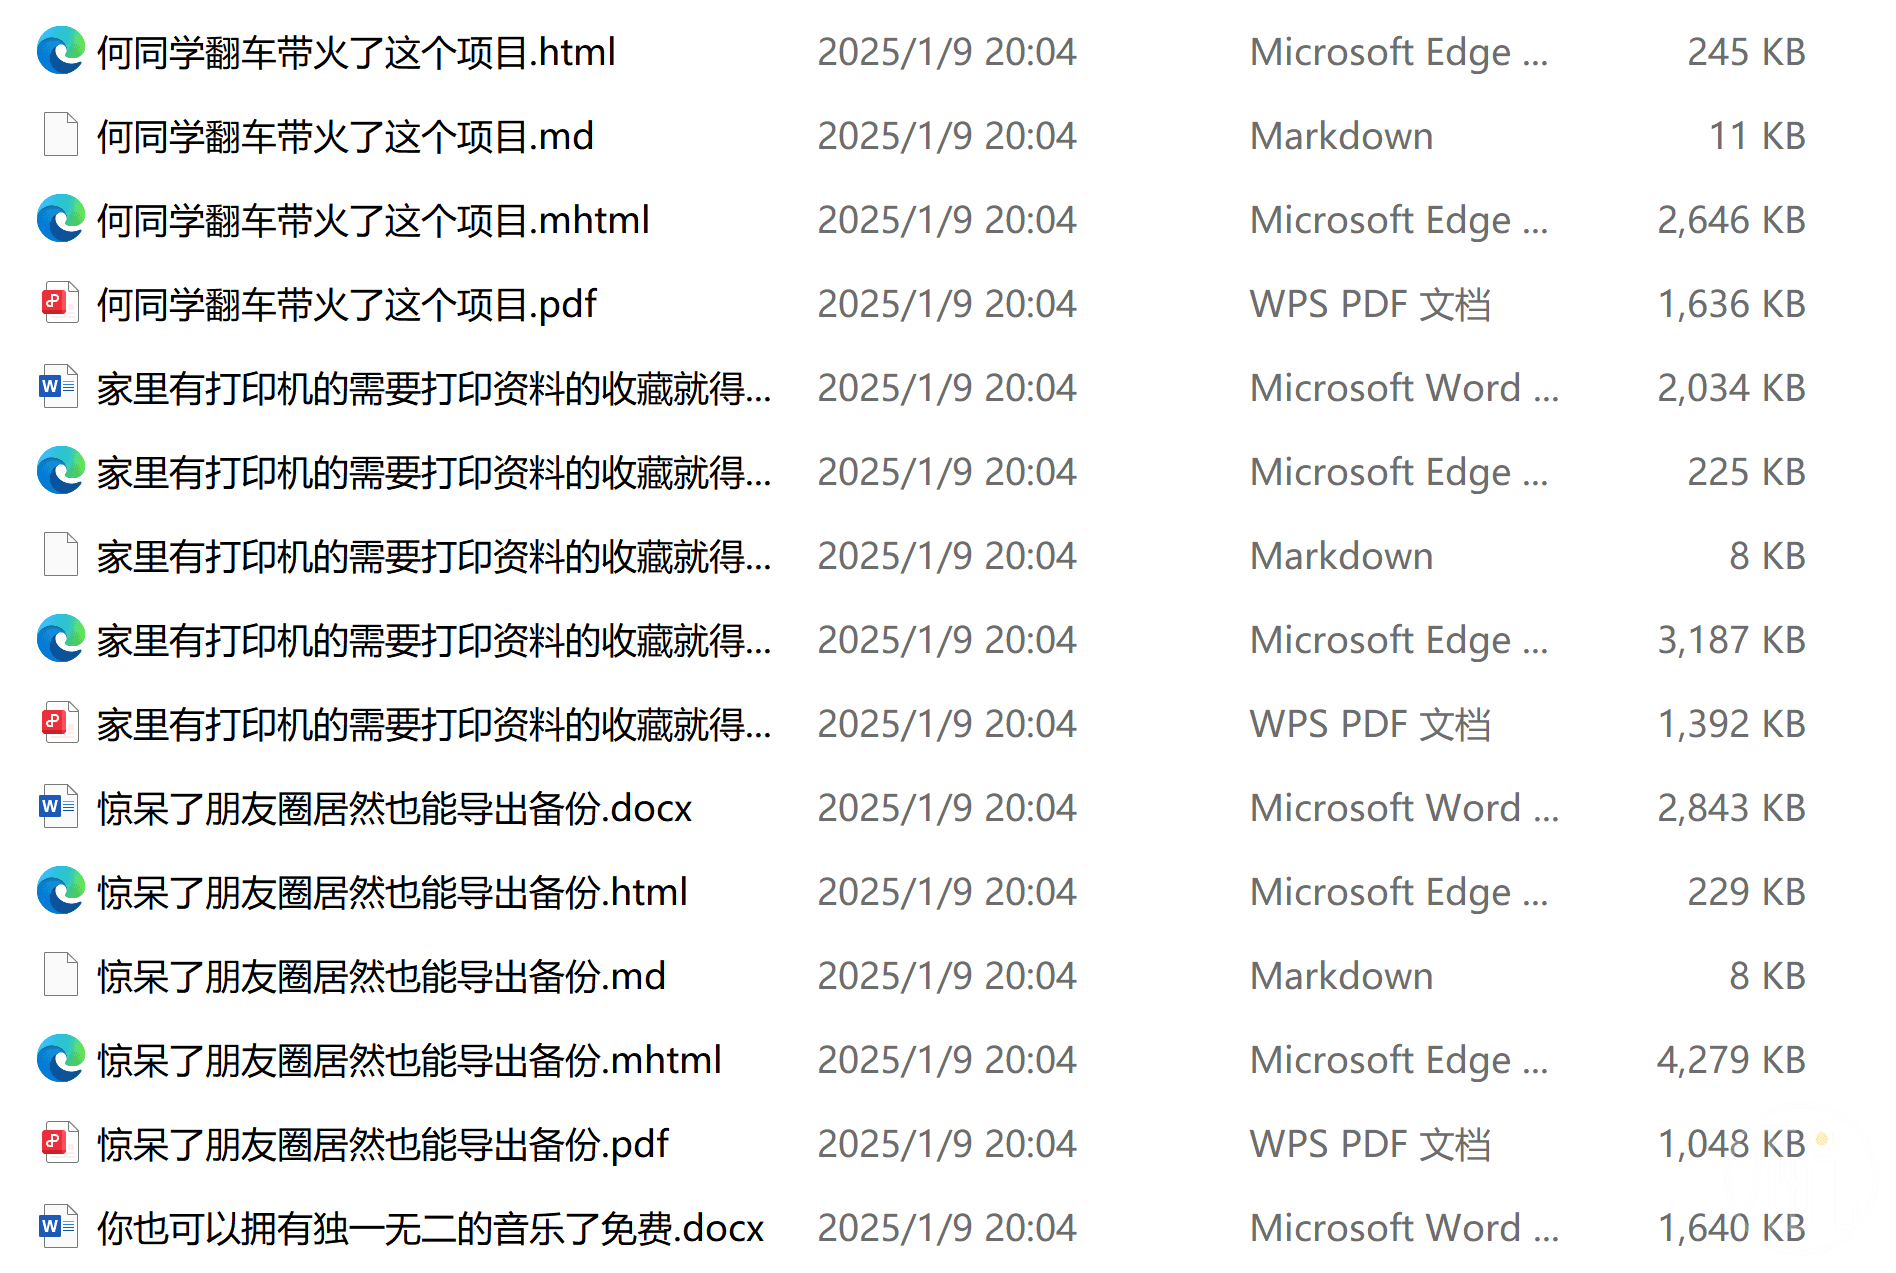 何同学翻车带火了这个项目.html 2025/1/9 20:04 Microsoft Edge ... 245 KB
何同学翻车带火了这个项目.md 2025/1/9 20:04 Markdown 11 KB
何同学翻车带火了这个项目.mhtml 2025/1/9 20:04 Microsoft Edge ... 2,646 KB
何同学翻车带火了这个项目.pdf 2025/1/9 20:04 WPS PDF 文档 1,636 KB
家里有打印机的需要打印资料的收藏就得... 2025/1/9 20:04 Microsoft Word ... 2,034 KB
家里有打印机的需要打印资料的收藏就得... 2025/1/9 20:04 Microsoft Edge ... 225 KB
家里有打印机的需要打印资料的收藏就得... 2025/1/9 20:04 Markdown 8 KB
家里有打印机的需要打印资料的收藏就得... 2025/1/9 20:04 Microsoft Edge ... 3,187 KB
家里有打印机的需要打印资料的收藏就得... 2025/1/9 20:04 WPS PDF 文档 1,392 KB
惊呆了朋友圈居然也能导出备份.docx 2025/1/9 20:04 Microsoft Word ... 2,843 KB
惊呆了朋友圈居然也能导出备份.html 2025/1/9 20:04 Microsoft Edge ... 229 KB
惊呆了朋友圈居然也能导出备份.md 2025/1/9 20:04 Markdown 8 KB
惊呆了朋友圈居然也能导出备份.mhtml 2025/1/9 20:04 Microsoft Edge ... 4,279 KB
惊呆了朋友圈居然也能导出备份.pdf 2025/1/9 20:04 WPS PDF 文档 1,048 KB
你也可以拥有独一无二的音乐了免费.docx 2025/1/9 20:04 Microsoft Word ... 1,640 KB